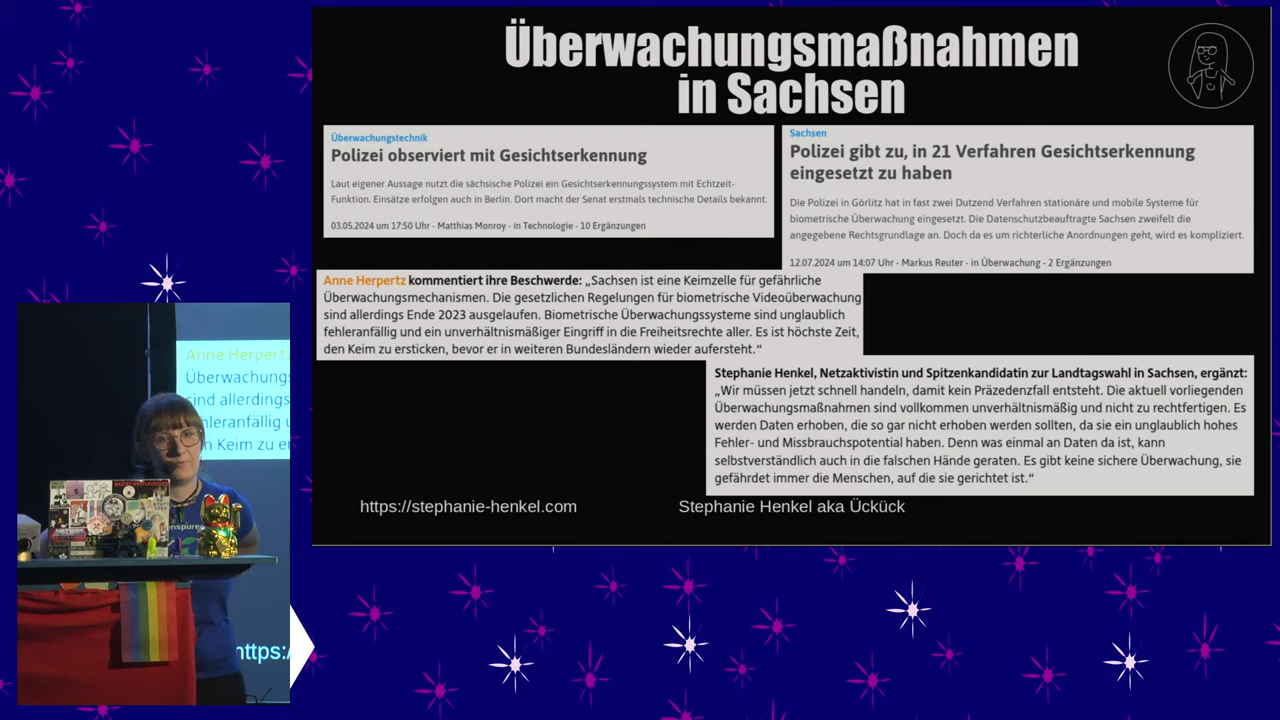 Überwachungsmaßnahmen
in Sachsen
Überwachungstechnik
Polizei observiert mit Gesichtserkennung
Laut eigener Aussage nutzt die sächsische Polizei ein Gesichtserkennungssystem mit Echtzeit-
Funktion. Einsätze erfolgen auch in Berlin. Dort macht der Senat erstmals technische Details bekannt.
03.05.2024 um 17:50 Uhr - Matthias Monroy - in Technologie - 10 Ergänzungen
Sachsen
Polizei gibt zu, in 21 Verfahren Gesichtserkennung
eingesetzt zu haben
Die Polizei in Görlitz hat in fast zwei Dutzend Verfahren stationäre und mobile Systeme für
biometrische Überwachung eingesetzt. Die Datenschutzbeauftragte Sachsen zweifelt die
angegebene Rechtsgrundlage an. Doch da es um richterliche Anordnungen geht, wird es kompliziert.
12.07.2024 um 14:07 Uhr - Markus Reuter - in Überwachung - 2 Ergänzungen
Anne Herpertz kommentiert ihre Beschwerde: „Sachsen ist eine Keimzelle für gefährliche
Überwachungsmechanismen. Die gesetzlichen Regelungen für biometrische Videoüberwachung
sind allerdings Ende 2023 ausgelaufen. Biometrische Überwachungssysteme sind unglaublich
fehleranfällig und ein unverhältnismäßiger Eingriff in die Freiheitsrechte aller. Es ist höchste Zeit,
den Keim zu ersticken, bevor er in weiteren Bundesländern wieder aufersteht.“
Stephanie Henkel, Netzaktivistin und Spitzenkandidatin zur Landtagswahl in Sachsen, ergänzt:
„Wir müssen jetzt schnell handeln, damit kein Präzedenzfall entsteht. Die aktuell vorliegenden
Überwachungsmaßnahmen sind vollkommen unverhältnismäßig und nicht zu rechtfertigen. Es
werden Daten erhoben, die so gar nicht erhoben werden sollten, da sie ein unglaublich hohes
Fehler- und Missbrauchspotential haben. Denn was einmal an Daten da ist, kann
selbstverständlich auch in die falschen Hände geraten. Es gibt keine sichere Überwachung, sie
gefährdet immer die Menschen, auf die sie gerichtet ist.“
https://stephanie-henkel.com
Stephanie Henkel aka Ückück
Anne Herpertz
Überwachungs
sind allerdings
hleranfällig u
n Keim zu er
https:/